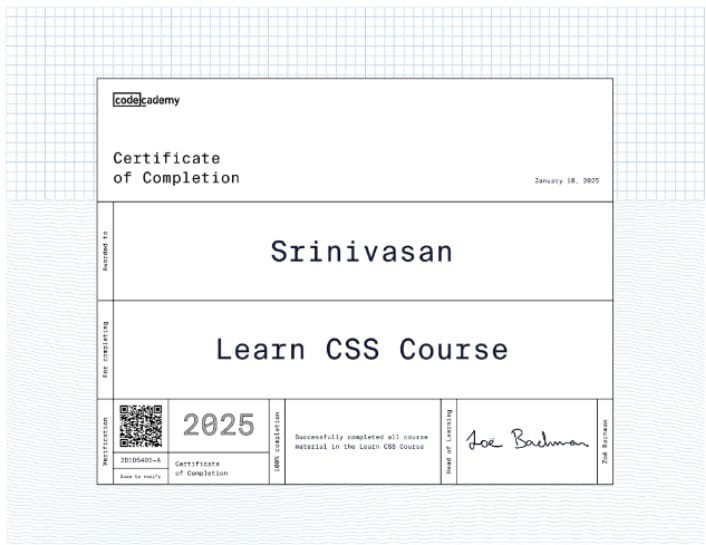 codecademy
Certificate
of Completion
January 10, 2025
Awarded to
Srinivasan
For completing
Learn CSS Course
Verification
2D1D54D5-A
Scan to verify
2025
Certificate
of Completion
100% completion
Successfully completed all course
material in the Learn CSS Course
Head of Learning
Zoë Bachman
Zoë Bachman